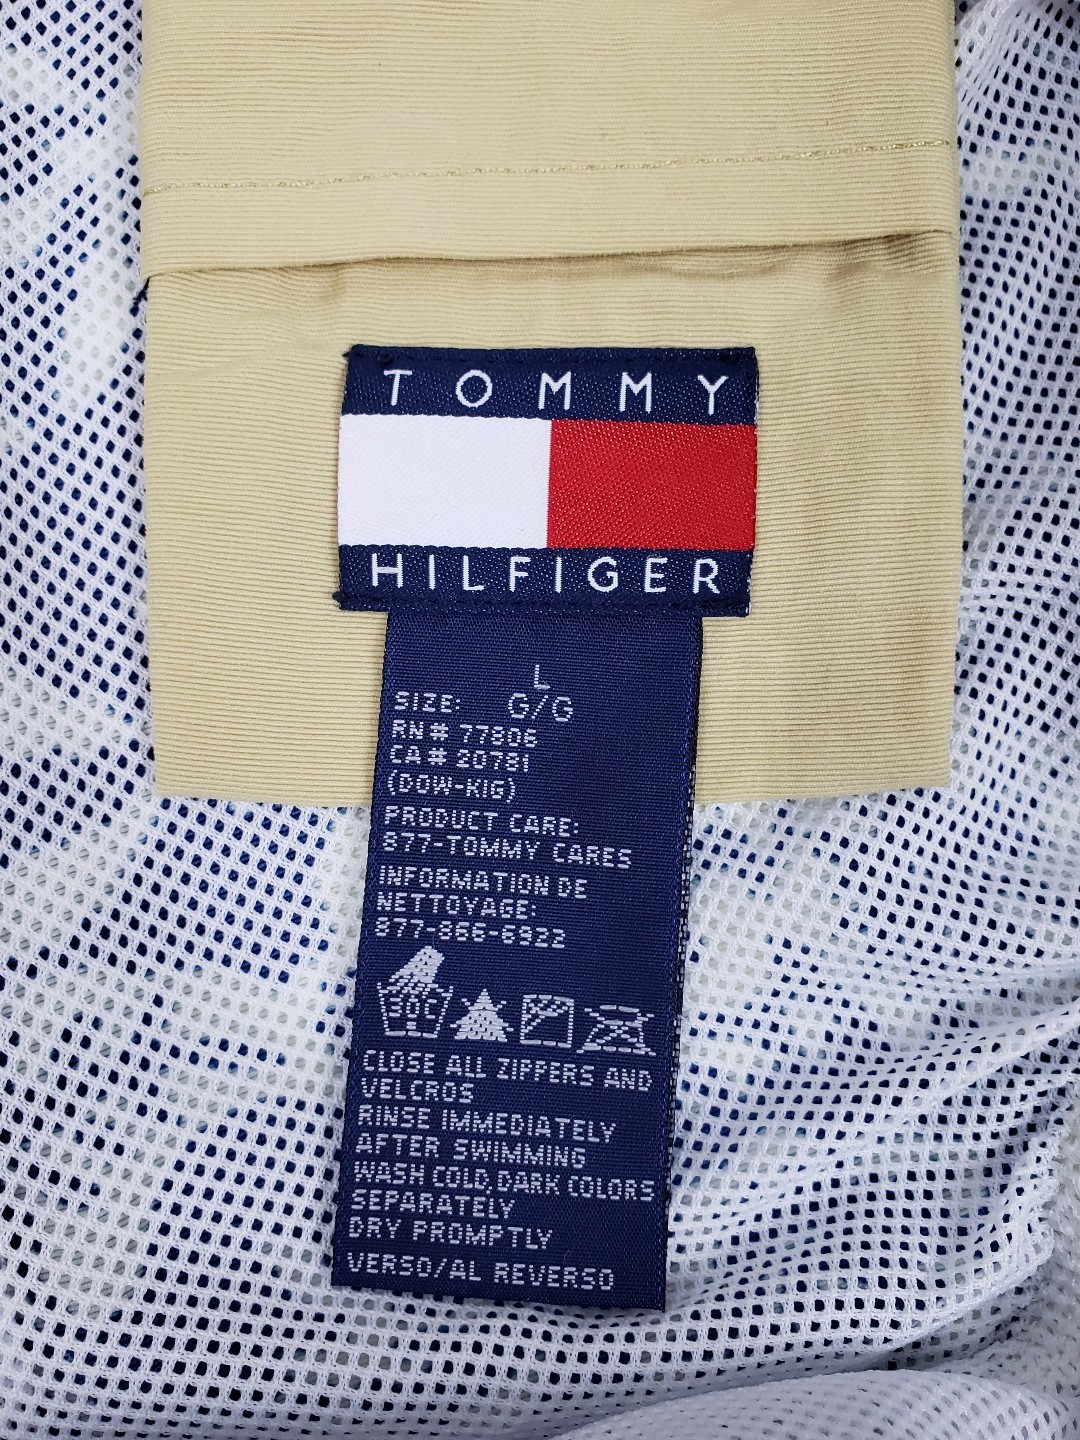 TOMMY
HILFIGER
L
SIZE: G/G
RN# 77806
CA# 20781
(DOW-KIG)
PRODUCT CARE:
877-TOMMY CARES
INFORMATION DE
NETTOYAGE:
877-866-6922
30C
CLOSE ALL ZIPPERS AND
VELCROS
RINSE IMMEDIATELY
AFTER SWIMMING
WASH COLD, DARK COLORS
SEPARATELY
DRY PROMPTLY
VERSO/AL REVERSO